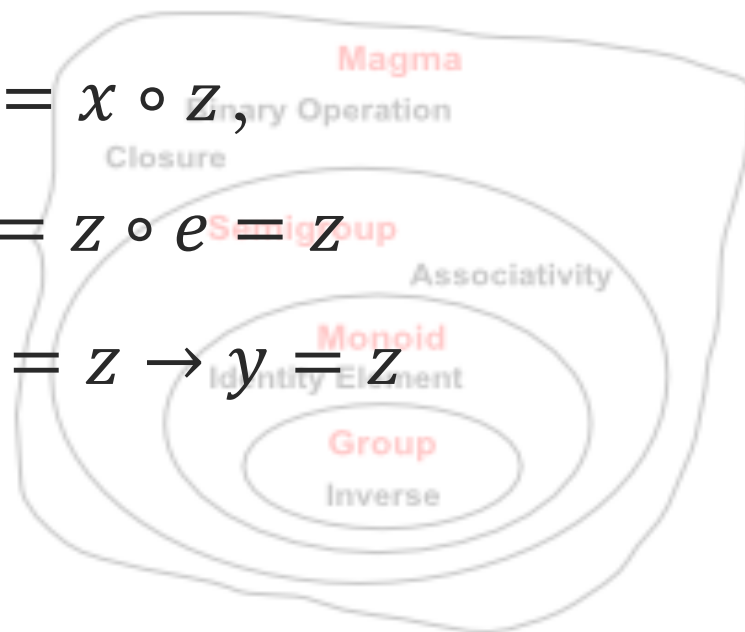 Magma
= x ∘ z,
Binary Operation
Closure
= z ∘ e = z
Semigroup
Associativity
Monoid
= z → y = z
Identity Element
Group
Inverse